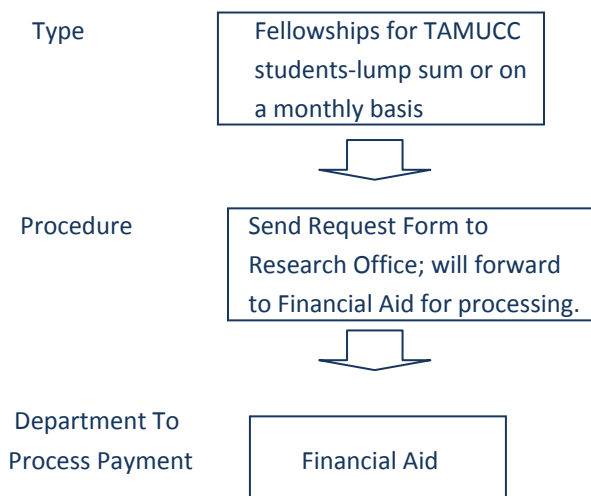 Type
Fellowships for TAMUCC
students-lump sum or on
a monthly basis
Procedure
Send Request Form to
Research Office; will forward
to Financial Aid for processing.
Department To
Process Payment
Financial Aid